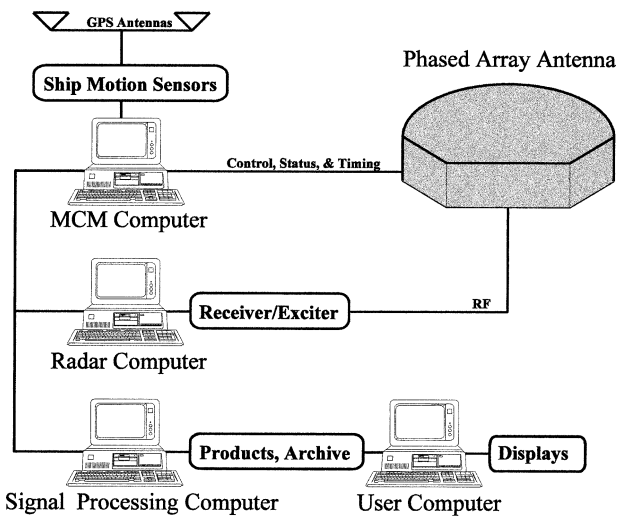 GPS Antennas
Ship Motion Sensors
Phased Array Antenna
Control, Status, & Timing
MCM Computer
Receiver/Exciter
RF
Radar Computer
Products, Archive
Displays
Signal Processing Computer
User Computer